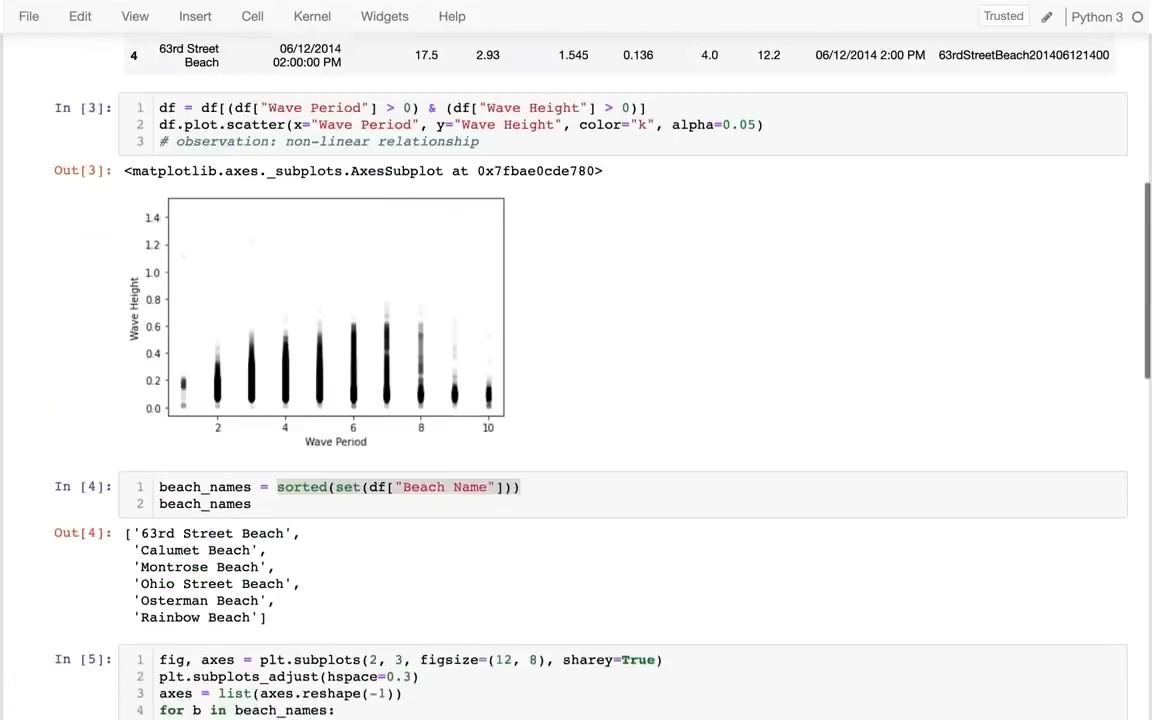 File Edit View Insert Cell Kernel Widgets Help Trusted Python 3
4 63rd Street Beach 06/12/2014 02:00:00 PM 17.5 2.93 1.545 0.136 4.0 12.2 06/12/2014 2:00 PM 63rdStreetBeach201406121400
In [3]:
1 df = df[(df["Wave Period"] > 0) & (df["Wave Height"] > 0)]
2 df.plot.scatter(x="Wave Period", y="Wave Height", color="k", alpha=0.05)
3 # observation: non-linear relationship
Out[3]: <matplotlib.axes._subplots.AxesSubplot at 0x7fbae0cde780>
1.4
1.2
1.0
0.8
0.6
0.4
0.2
0.0
Wave Height
2 4 6 8 10
Wave Period
In [4]:
1 beach_names = sorted(set(df["Beach Name"]))
2 beach_names
Out[4]: ['63rd Street Beach',
'Calumet Beach',
'Montrose Beach',
'Ohio Street Beach',
'Osterman Beach',
'Rainbow Beach']
In [5]:
1 fig, axes = plt.subplots(2, 3, figsize=(12, 8), sharey=True)
2 plt.subplots_adjust(hspace=0.3)
3 axes = list(axes.reshape(-1))
4 for b in beach_names: